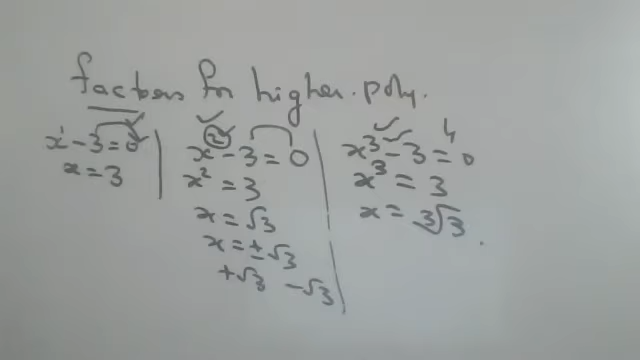 factors for higher. poly.
x¹ - 3 = 0
x = 3
x² - 3 = 0
x² = 3
x = √3
x = ±√3
+√3 -√3
x³ - 3 = 0
x³ = 3
x = ³√3.